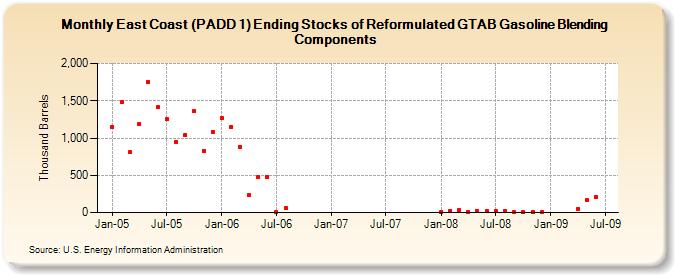 Monthly East Coast (PADD 1) Ending Stocks of Reformulated GTAB Gasoline Blending
Components
Thousand Barrels
2,000
1,500
1,000
500
0
Jan-05 Jul-05 Jan-06 Jul-06 Jan-07 Jul-07 Jan-08 Jul-08 Jan-09 Jul-09
Source: U.S. Energy Information Administration